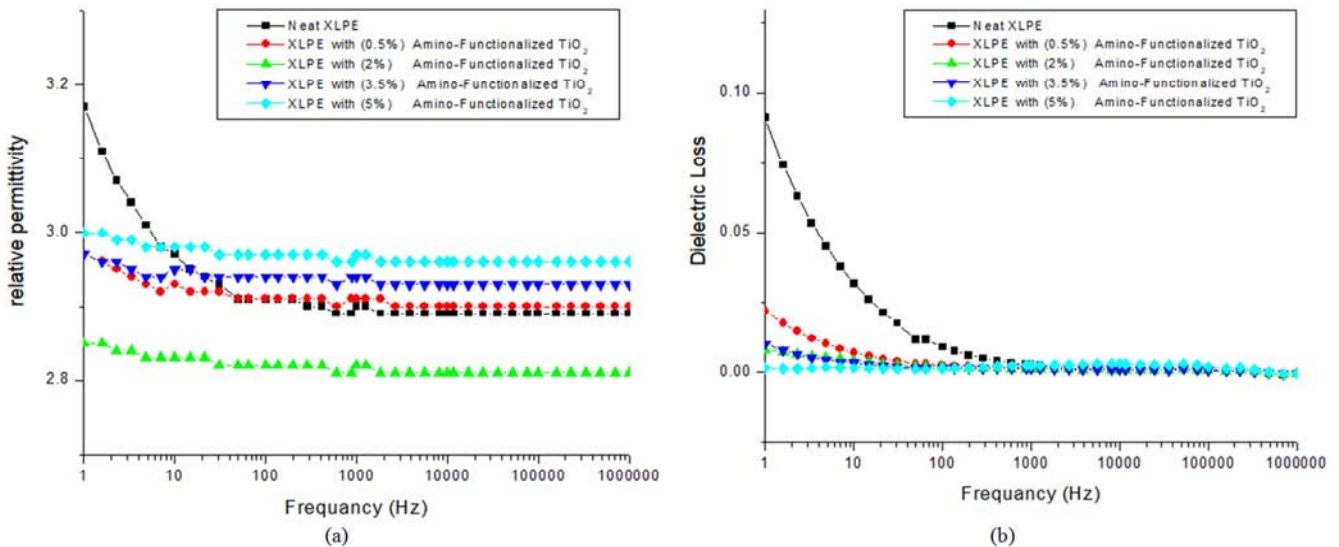 Neat XLPE
XLPE with (0.5%) Amino-Functionalized TiO2
XLPE with (2%) Amino-Functionalized TiO2
XLPE with (3.5%) Amino-Functionalized TiO2
XLPE with (5%) Amino-Functionalized TiO2
3.2
3.0
2.8
relative permittivity
1 10 100 1000 10000 100000 1000000
Frequancy (Hz)
(a)
Neat XLPE
XLPE with (0.5%) Amino-Functionalized TiO2
XLPE with (2%) Amino-Functionalized TiO2
XLPE with (3.5%) Amino-Functionalized TiO2
XLPE with (5%) Amino-Functionalized TiO2
0.10
0.05
0.00
Dielectric Loss
1 10 100 1000 10000 100000 1000000
Frequancy (Hz)
(b)